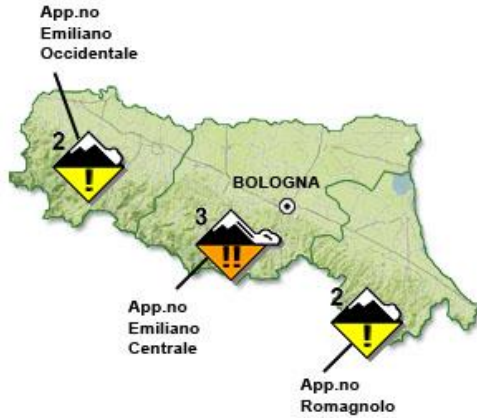 App.no
Emiliano
Occidentale
2
!
BOLOGNA
3
!!
App.no
Emiliano
Centrale
2
!
App.no
Romagnolo